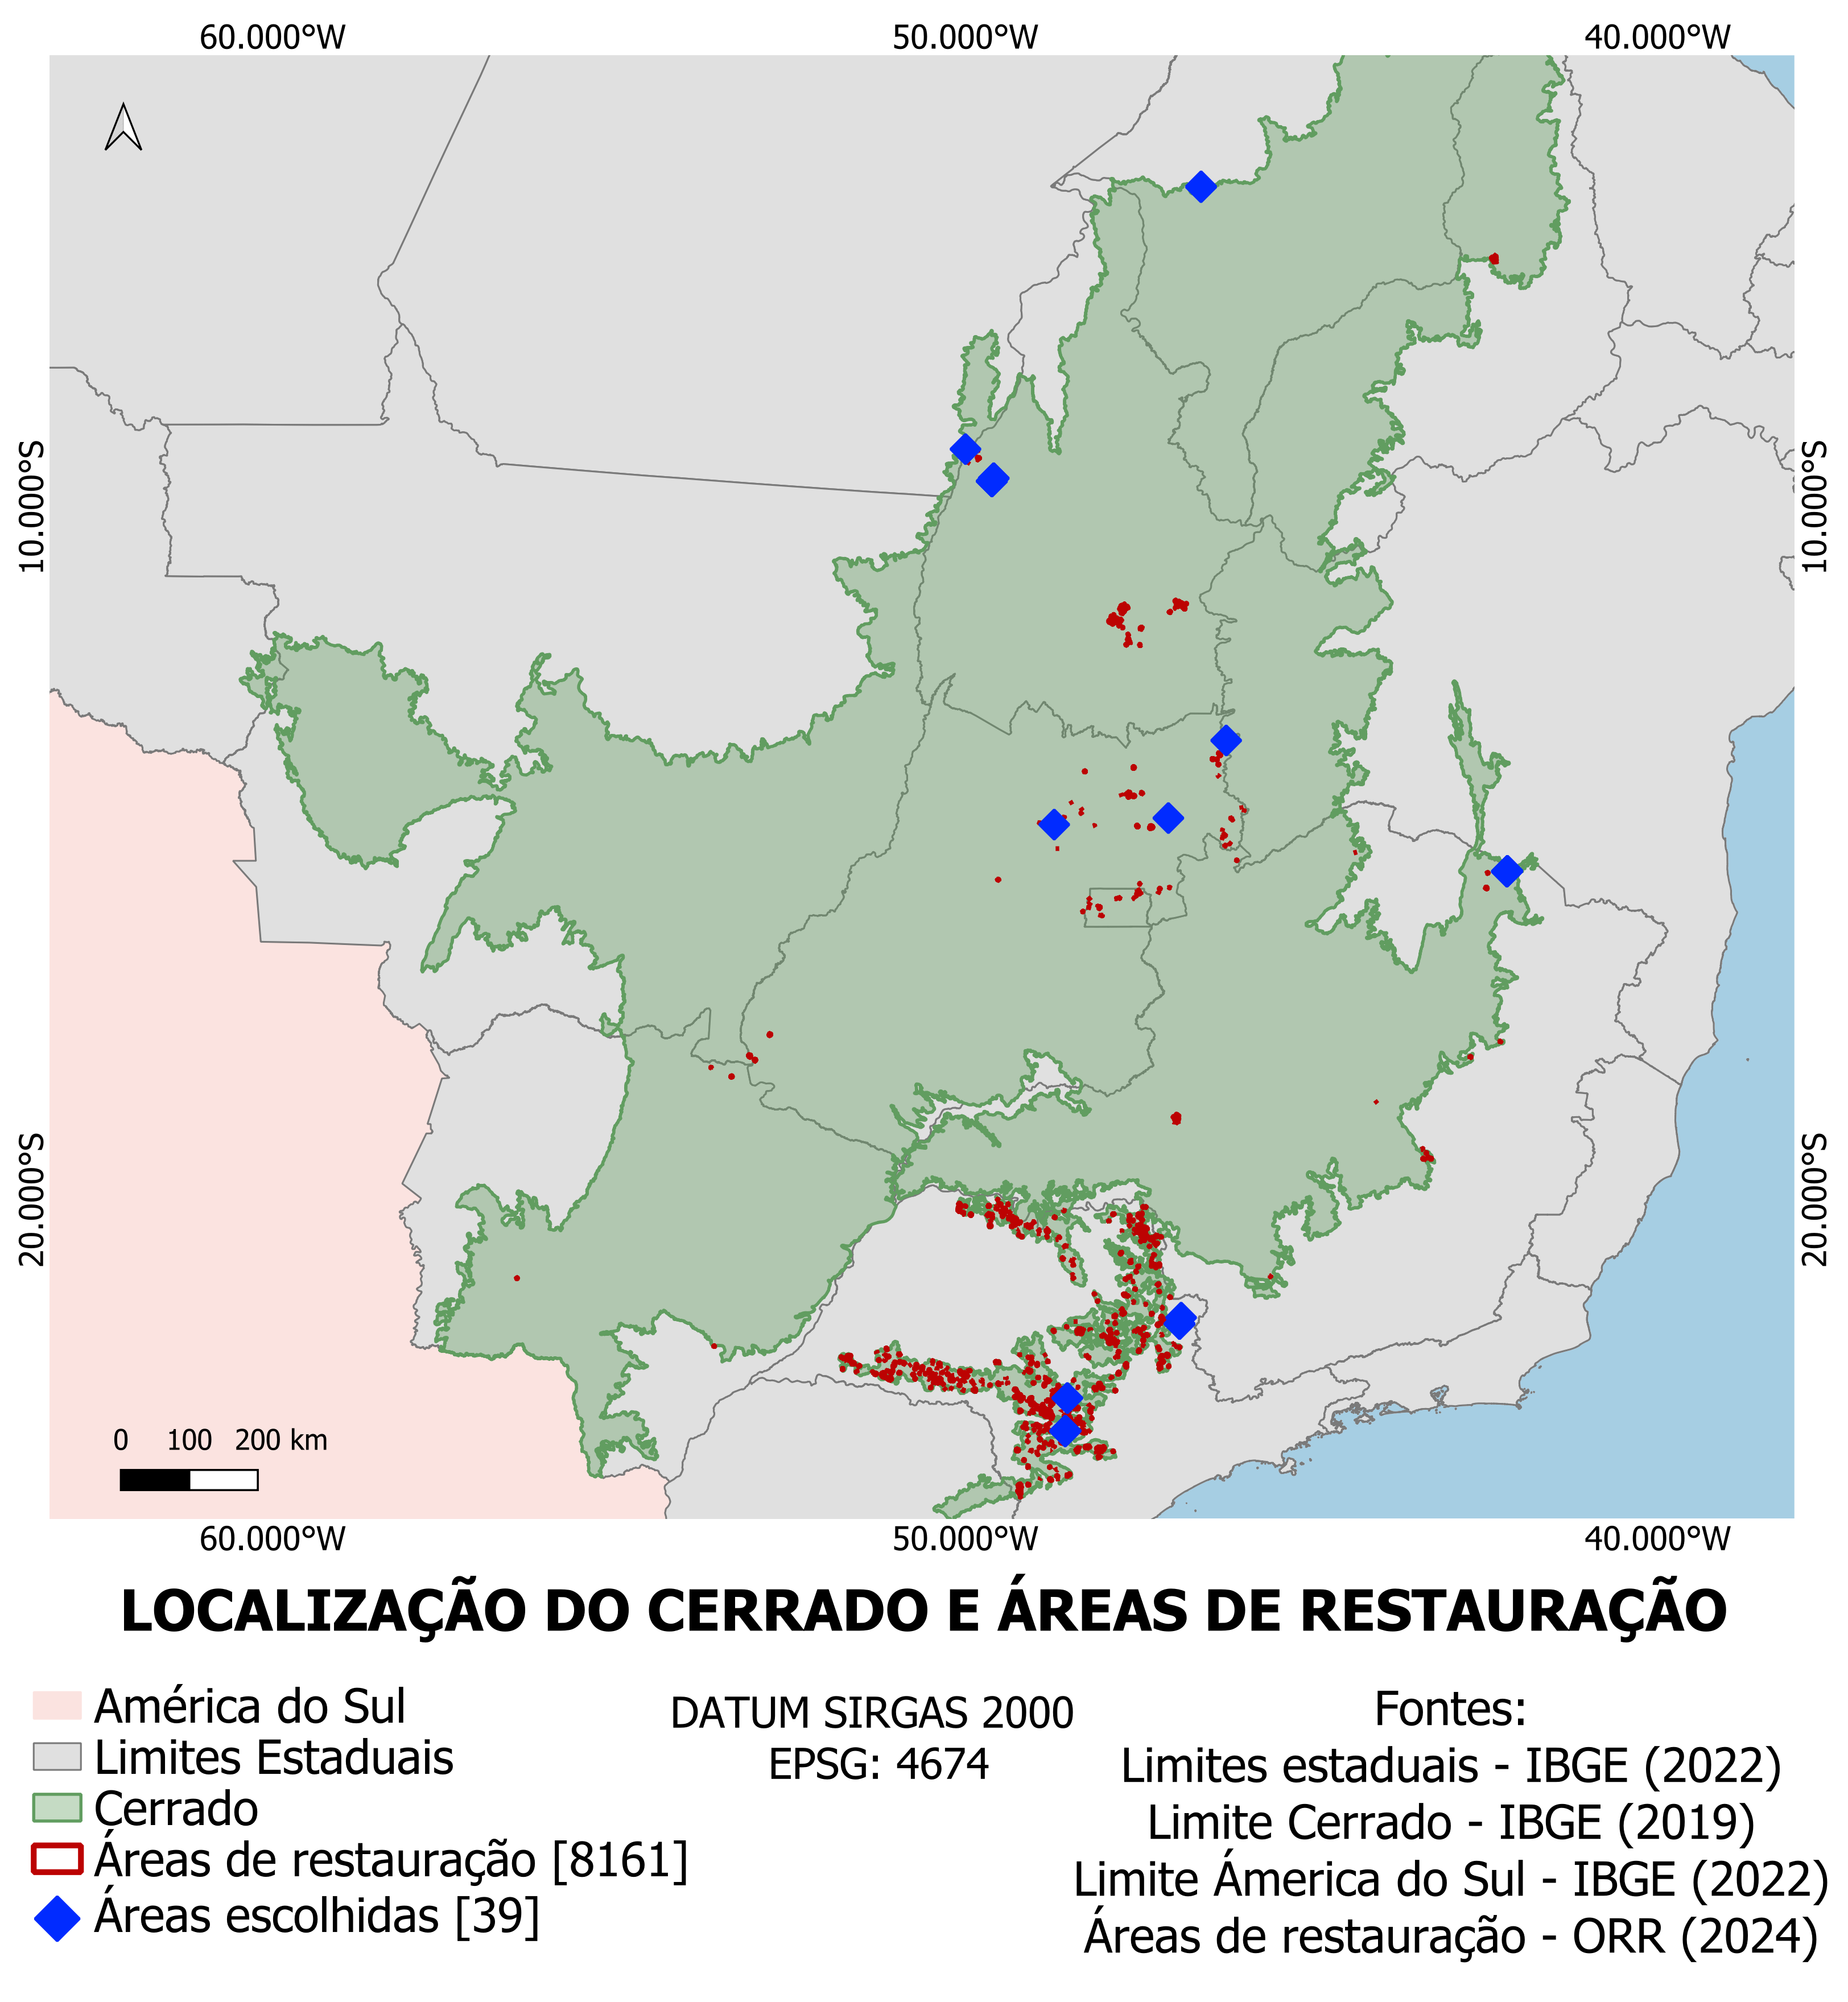 60.000°W 50.000°W 40.000°W
10.000°S 10.000°S
20.000°S 20.000°S
0 100 200 km
60.000°W 50.000°W 40.000°W
LOCALIZAÇÃO DO CERRADO E ÁREAS DE RESTAURAÇÃO
América do Sul
Limites Estaduais
Cerrado
Áreas de restauração [8161]
Áreas escolhidas [39]
DATUM SIRGAS 2000
EPSG: 4674
Fontes:
Limites estaduais - IBGE (2022)
Limite Cerrado - IBGE (2019)
Limite Ámerica do Sul - IBGE (2022)
Áreas de restauração - ORR (2024)